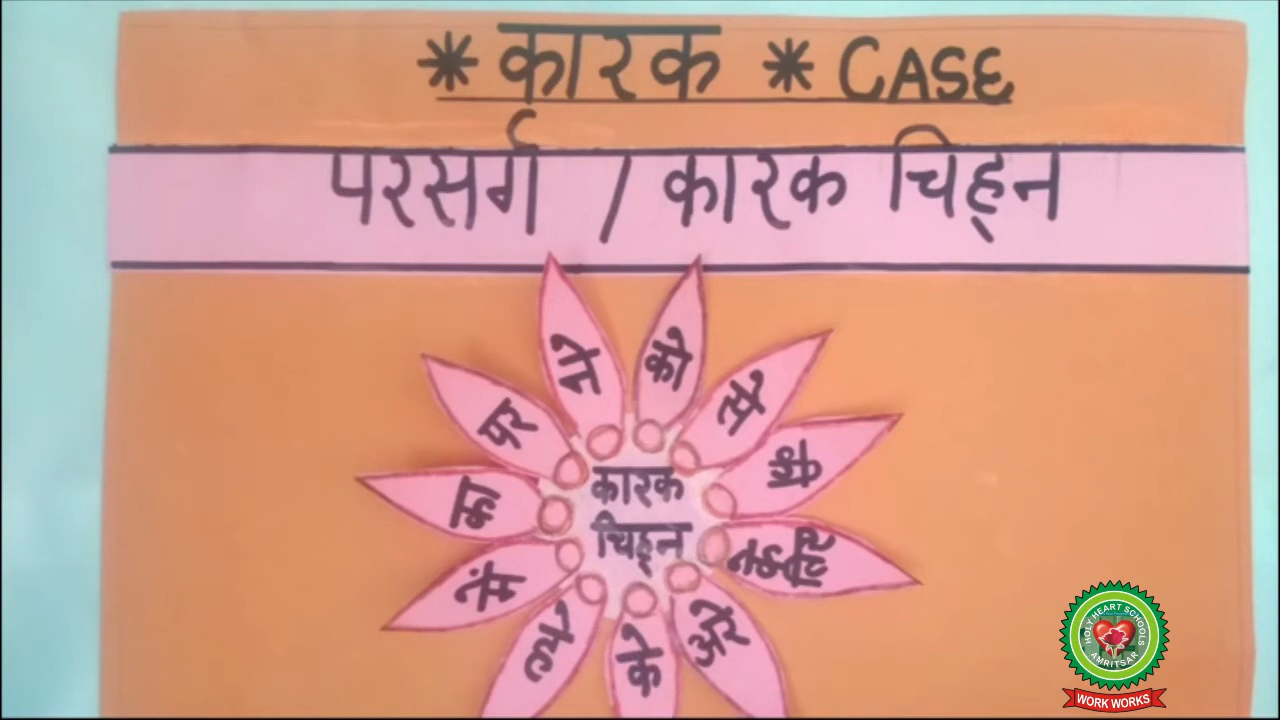 * कारक * CASE
परसर्ग / कारक चिह्न
ने
को
से
की
अरे
के
में
का
पर
कारक
चिह्न
HOLY HEART SCHOOLS
AMRITSAR
WORK WORKS